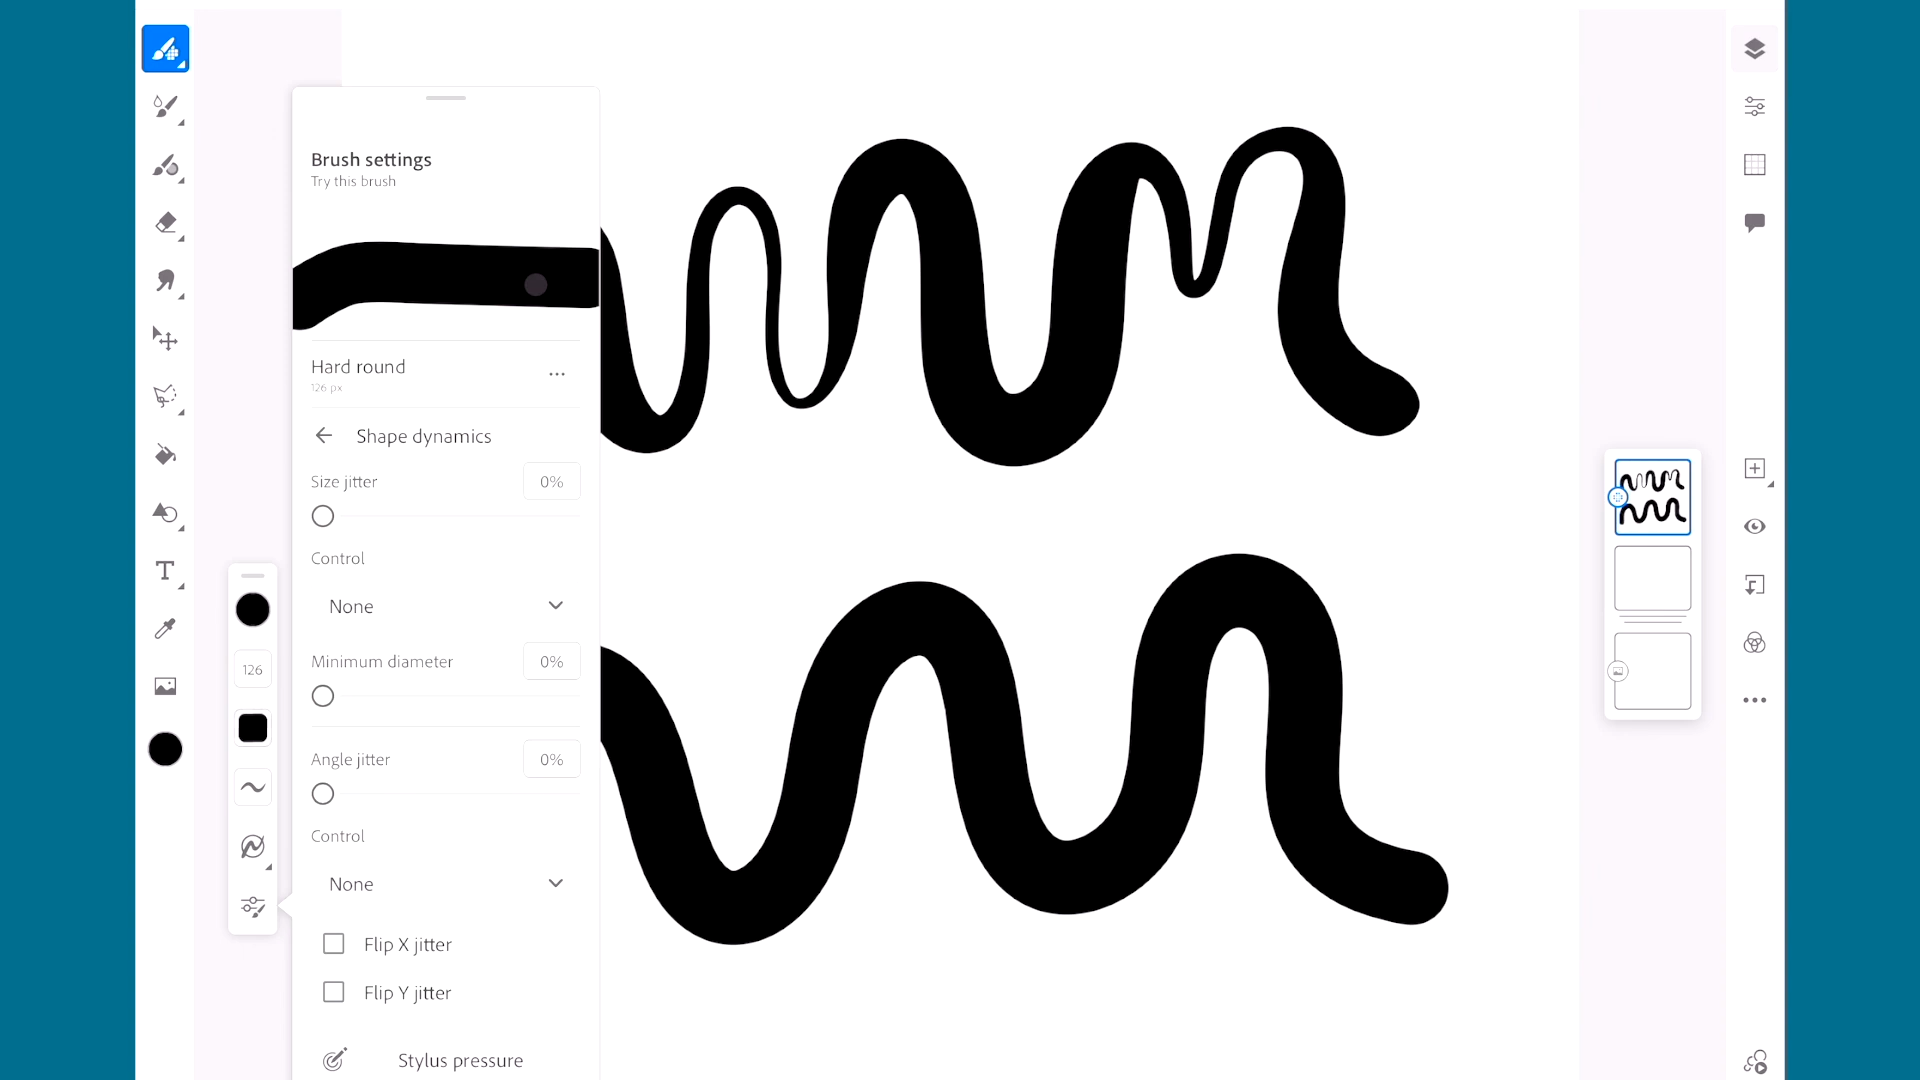 Brush settings
Try this brush
Hard round
126 px
Shape dynamics
Size jitter
0%
Control
None
Minimum diameter
0%
Angle jitter
0%
Control
None
Flip X jitter
Flip Y jitter
Stylus pressure
126